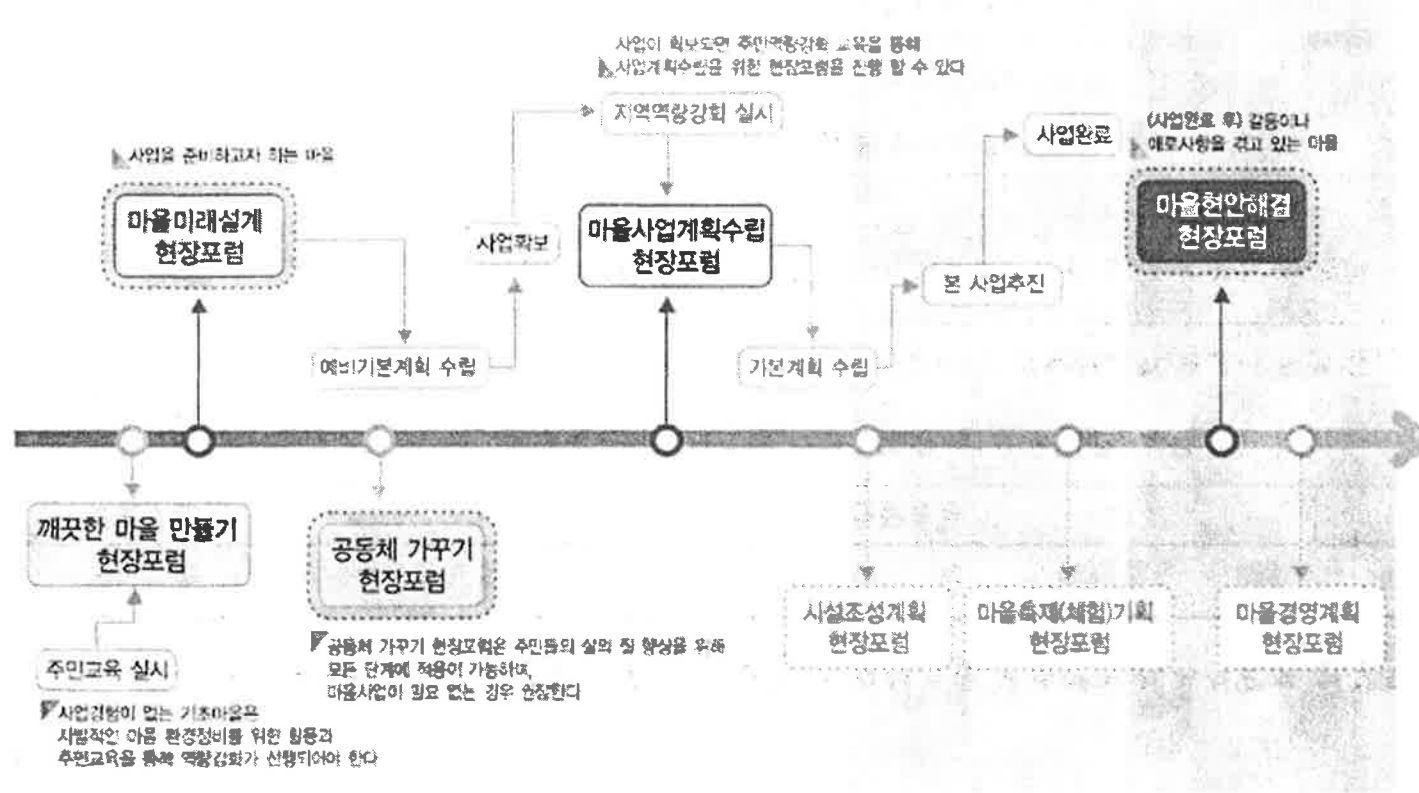 사업이 확보되면 주민역량강화 교육을 통해
사업계획수립을 위한 현장포럼을 진행 할 수 있다
지역역량강화 실시
사업완료
(사업완료 후) 갈등이나
애로사항을 겪고 있는 마을
사업을 준비하고자 하는 마을
마을미래설계
현장포럼
사업확보
마을사업계획수립
현장포럼
본 사업추진
마을현안해결
현장포럼
예비기본계획 수립
기본계획 수립
깨끗한 마을 만들기
현장포럼
공동체 가꾸기
현장포럼
시설조성계획
현장포럼
마을축제(체험)기획
현장포럼
마을경영계획
현장포럼
주민교육 실시
공동체 가꾸기 현장포럼은 주민들의 삶의 질 향상을 위해
모든 단계에 적용이 가능하며,
마을사업이 필요 없는 경우 권장한다
사업경험이 없는 기초마을은
시범적인 마을 환경정비를 위한 활동과
주민교육을 통해 역량강화가 선행되어야 한다